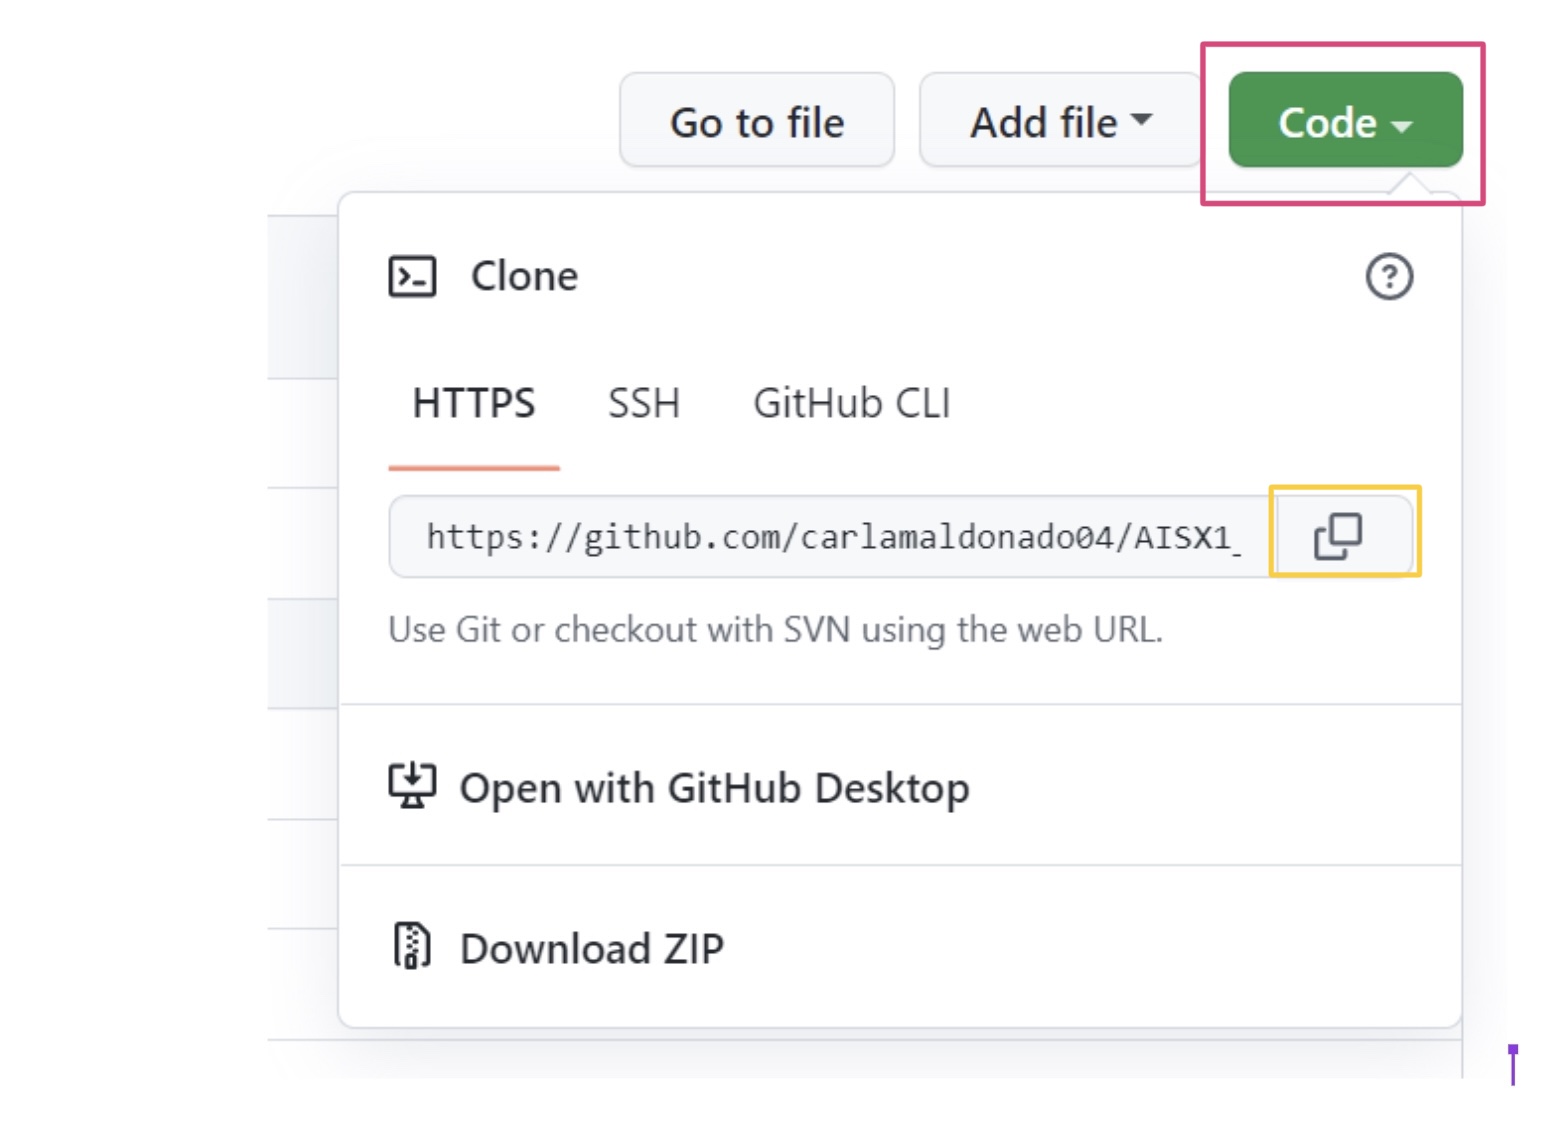 Go to file Add file Code
Clone
HTTPS SSH GitHub CLI
https://github.com/carlamaldonado04/AISX1_
Use Git or checkout with SVN using the web URL.
Open with GitHub Desktop
Download ZIP